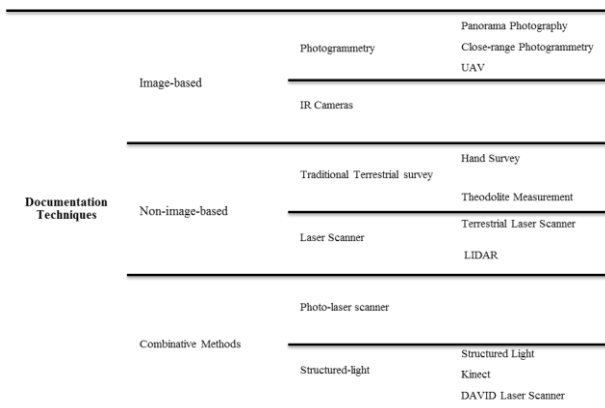 Documentation
Techniques
Image-based
Photogrammetry
Panorama Photography
Close-range Photogrammetry
UAV
IR Cameras
Non-image-based
Traditional Terrestrial survey
Hand Survey
Theodolite Measurement
Laser Scanner
Terrestrial Laser Scanner
LIDAR
Combinative Methods
Photo-laser scanner
Structured-light
Structured Light
Kinect
DAVID Laser Scanner